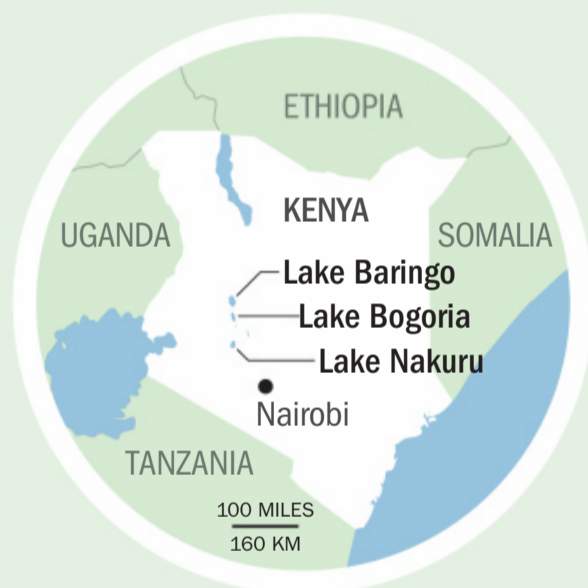 ETHIOPIA
KENYA
UGANDA
SOMALIA
Lake Baringo
Lake Bogoria
Lake Nakuru
Nairobi
TANZANIA
100 MILES
160 KM